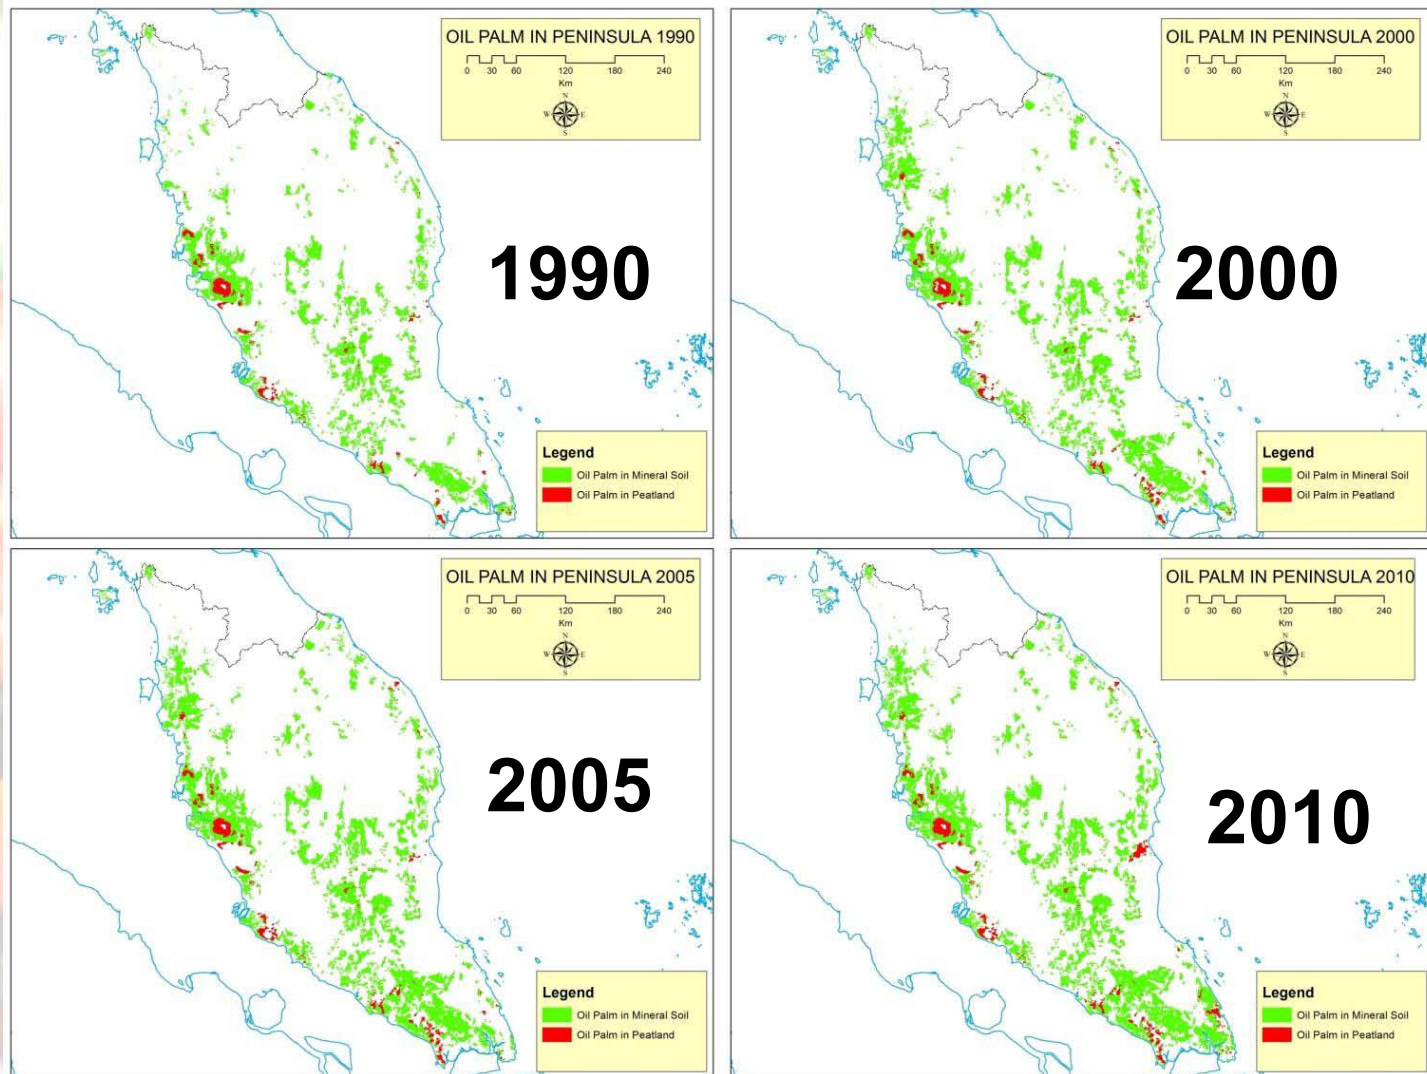 OIL PALM IN PENINSULA 1990
0 30 60 120 180 240
Km
N
W E
S
1990
Legend
Oil Palm in Mineral Soil
Oil Palm in Peatland
OIL PALM IN PENINSULA 2000
0 30 60 120 180 240
Km
N
W E
S
2000
Legend
Oil Palm in Mineral Soil
Oil Palm in Peatland
OIL PALM IN PENINSULA 2005
0 30 60 120 180 240
Km
N
W E
S
2005
Legend
Oil Palm in Mineral Soil
Oil Palm in Peatland
OIL PALM IN PENINSULA 2010
0 30 60 120 180 240
Km
N
W E
S
2010
Legend
Oil Palm in Mineral Soil
Oil Palm in Peatland